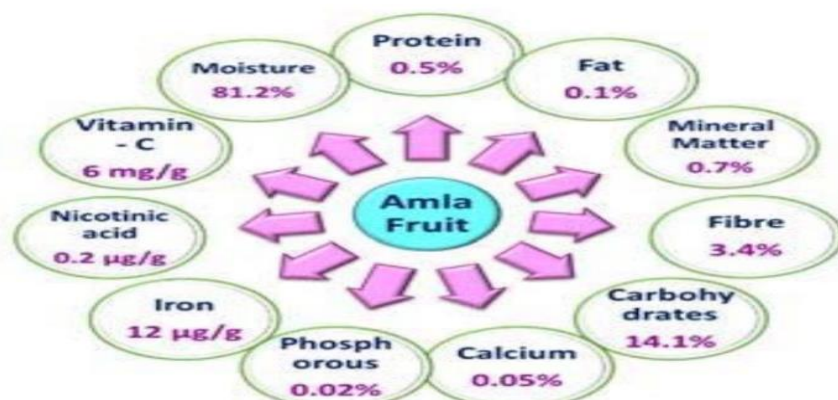 Amla
Fruit
Protein
0.5%
Fat
0.1%
Mineral
Matter
0.7%
Fibre
3.4%
Carbohy
drates
14.1%
Calcium
0.05%
Phosph
orous
0.02%
Iron
12 µg/g
Nicotinic
acid
0.2 µg/g
Vitamin
- C
6 mg/g
Moisture
81.2%